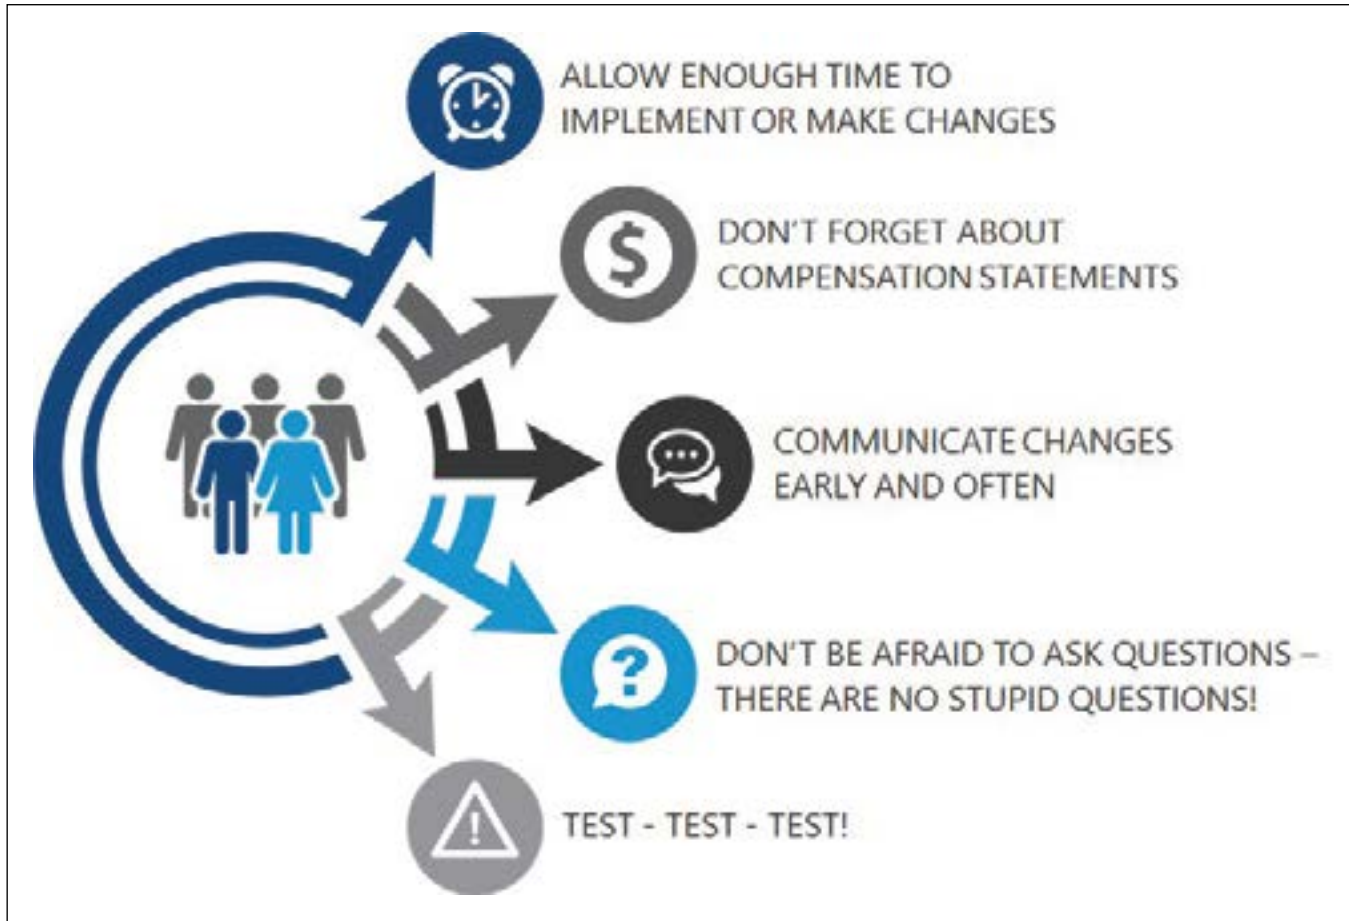 ALLOW ENOUGH TIME TO
IMPLEMENT OR MAKE CHANGES
$
DON'T FORGET ABOUT
COMPENSATION STATEMENTS
COMMUNICATE CHANGES
EARLY AND OFTEN
?
DON'T BE AFRAID TO ASK QUESTIONS –
THERE ARE NO STUPID QUESTIONS!
!
TEST - TEST - TEST!